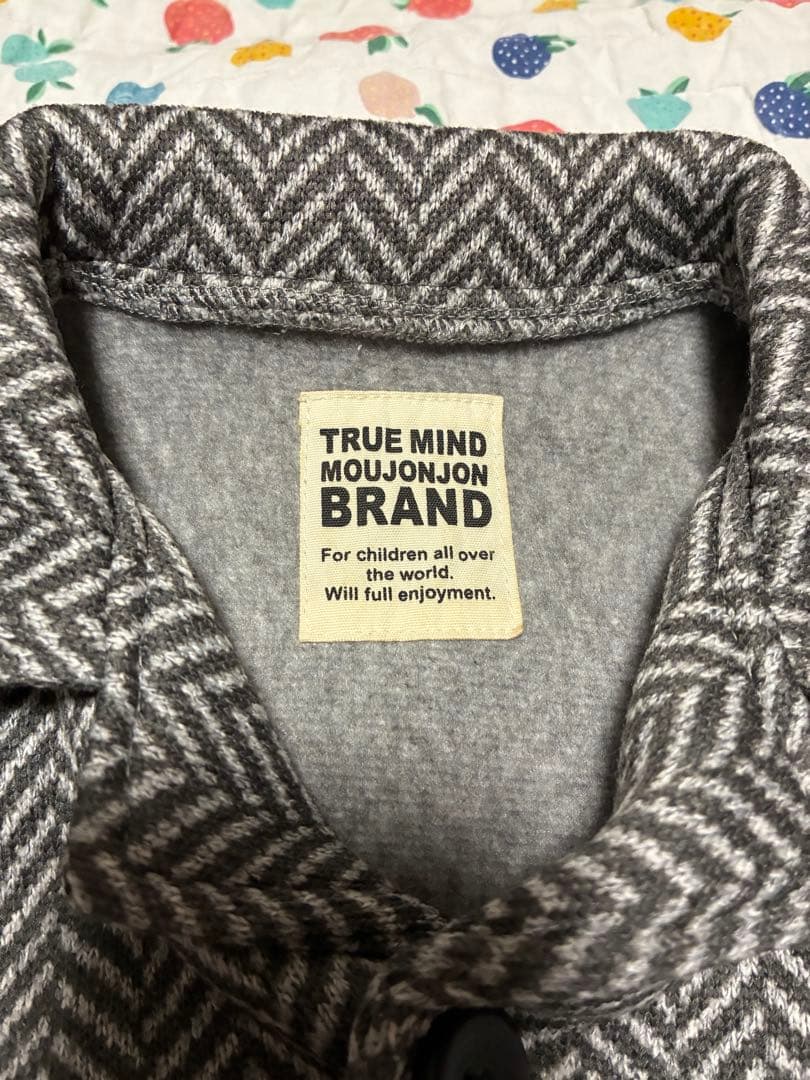 TRUE MIND
MOUJONJON
BRAND
For children all over
the world.
Will full enjoyment.